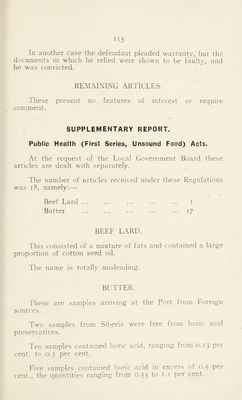 113
In another case the defendant pleaded warranty, but the
documents in which he relied were shown to be faulty, and
he was convicted.
REMAINING ARTICLES.
These present no features of interest or require
comment.
SUPPLEMENTARY REPORT,
Public Health (First Series, Unsound Food) Acts.
At the request of the Local Government Board these
articles are dealt with separately.
The number of articles received under these Regulations
was 18, namely:—
Beef Lard ... ... ... ... ... 1
Butter ... ... ... ... ... 17
BEEF LARD.
This consisted of a mixture of fats and contained a large
proportion of cotton seed oil.
The name is totally misleading.
BUTTER.
These are samples arriving at the Port from Foreign
sources.
Two samples from Siberia were free from boric acid
preservatives.
Ten samples contained boric acid, ranging from 0.13 per
cent. to 0.5 per cent.
Five samples contained boric acid in excess of 0.5 per
cent., the quantities ranging from 0.53 to 1.1 per cent.